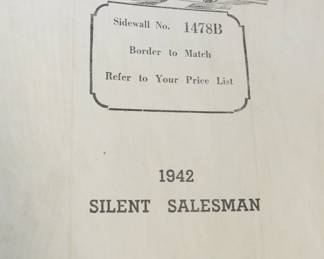 Sidewall No. 1478B
Border to Match
Refer to Your Price List
1942
SILENT SALESMAN